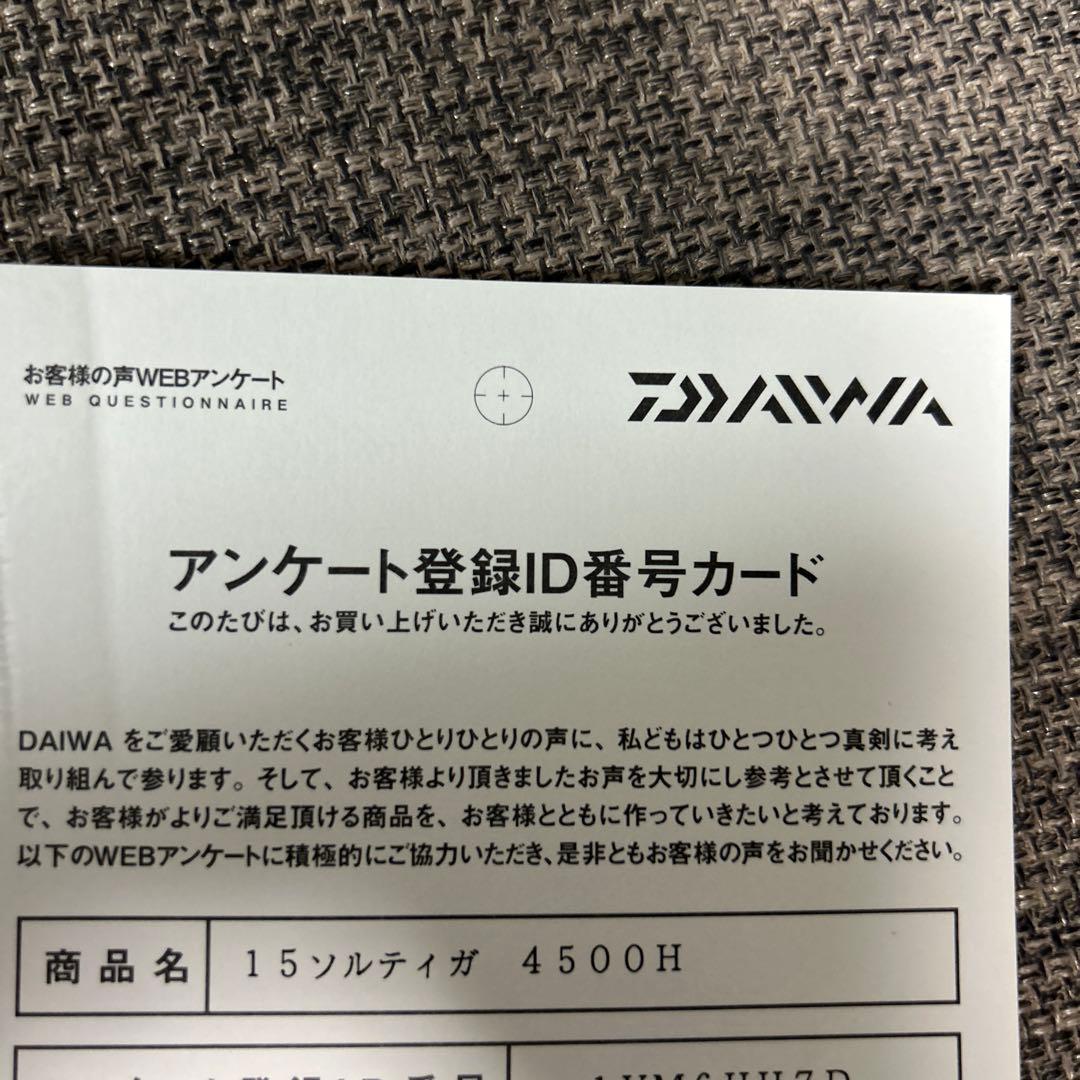 お客様の声WEBアンケート
WEB QUESTIONNAIRE
DAIWA
アンケート登録ID番号カード
このたびは、お買い上げいただき誠にありがとうございました。
DAIWA をご愛顧いただくお客様ひとりひとりの声に、私どもはひとつひとつ真剣に考え
取り組んで参ります。そして、お客様より頂きましたお声を大切にし参考とさせて頂くこと
で、お客様がよりご満足頂ける商品を、お客様とともに作っていきたいと考えております。
以下のWEBアンケートに積極的にご協力いただき、是非ともお客様の声をお聞かせください。
商品名 15ソルティガ 4500H